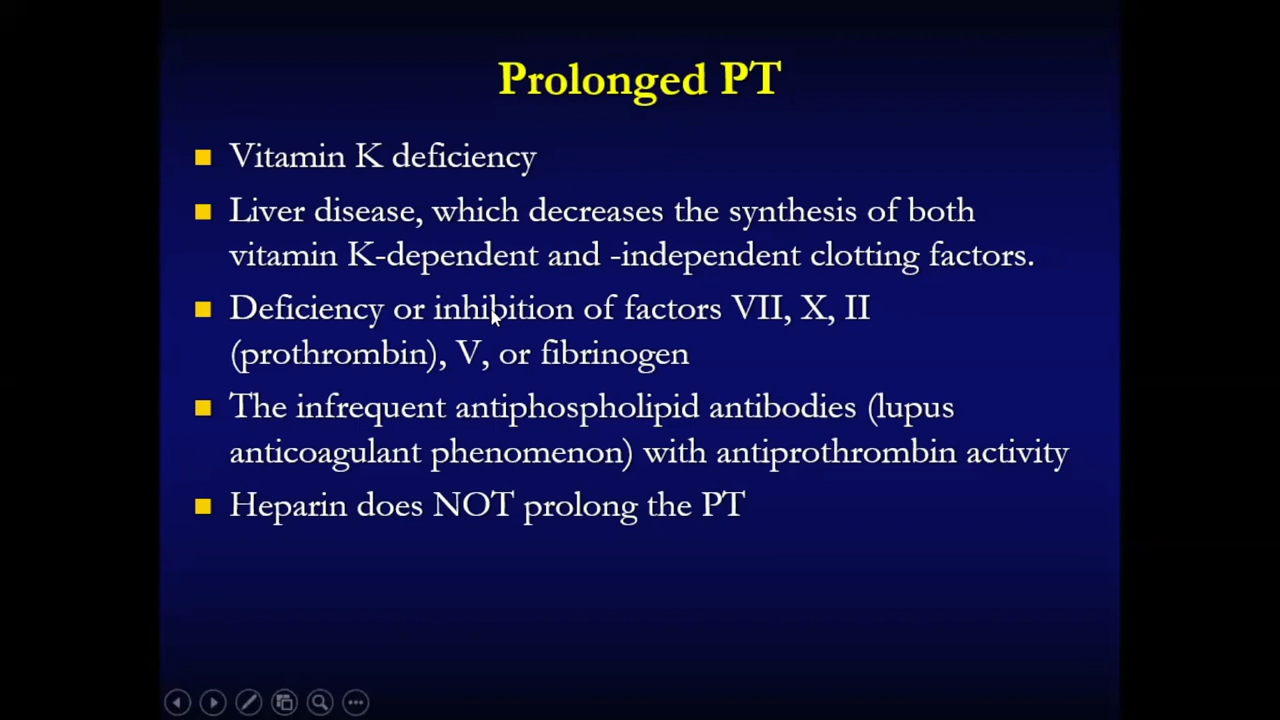 Prolonged PT
Vitamin K deficiency
Liver disease, which decreases the synthesis of both
vitamin K-dependent and -independent clotting factors.
Deficiency or inhibition of factors VII, X, II
(prothrombin), V, or fibrinogen
The infrequent antiphospholipid antibodies (lupus
anticoagulant phenomenon) with antiprothrombin activity
Heparin does NOT prolong the PT